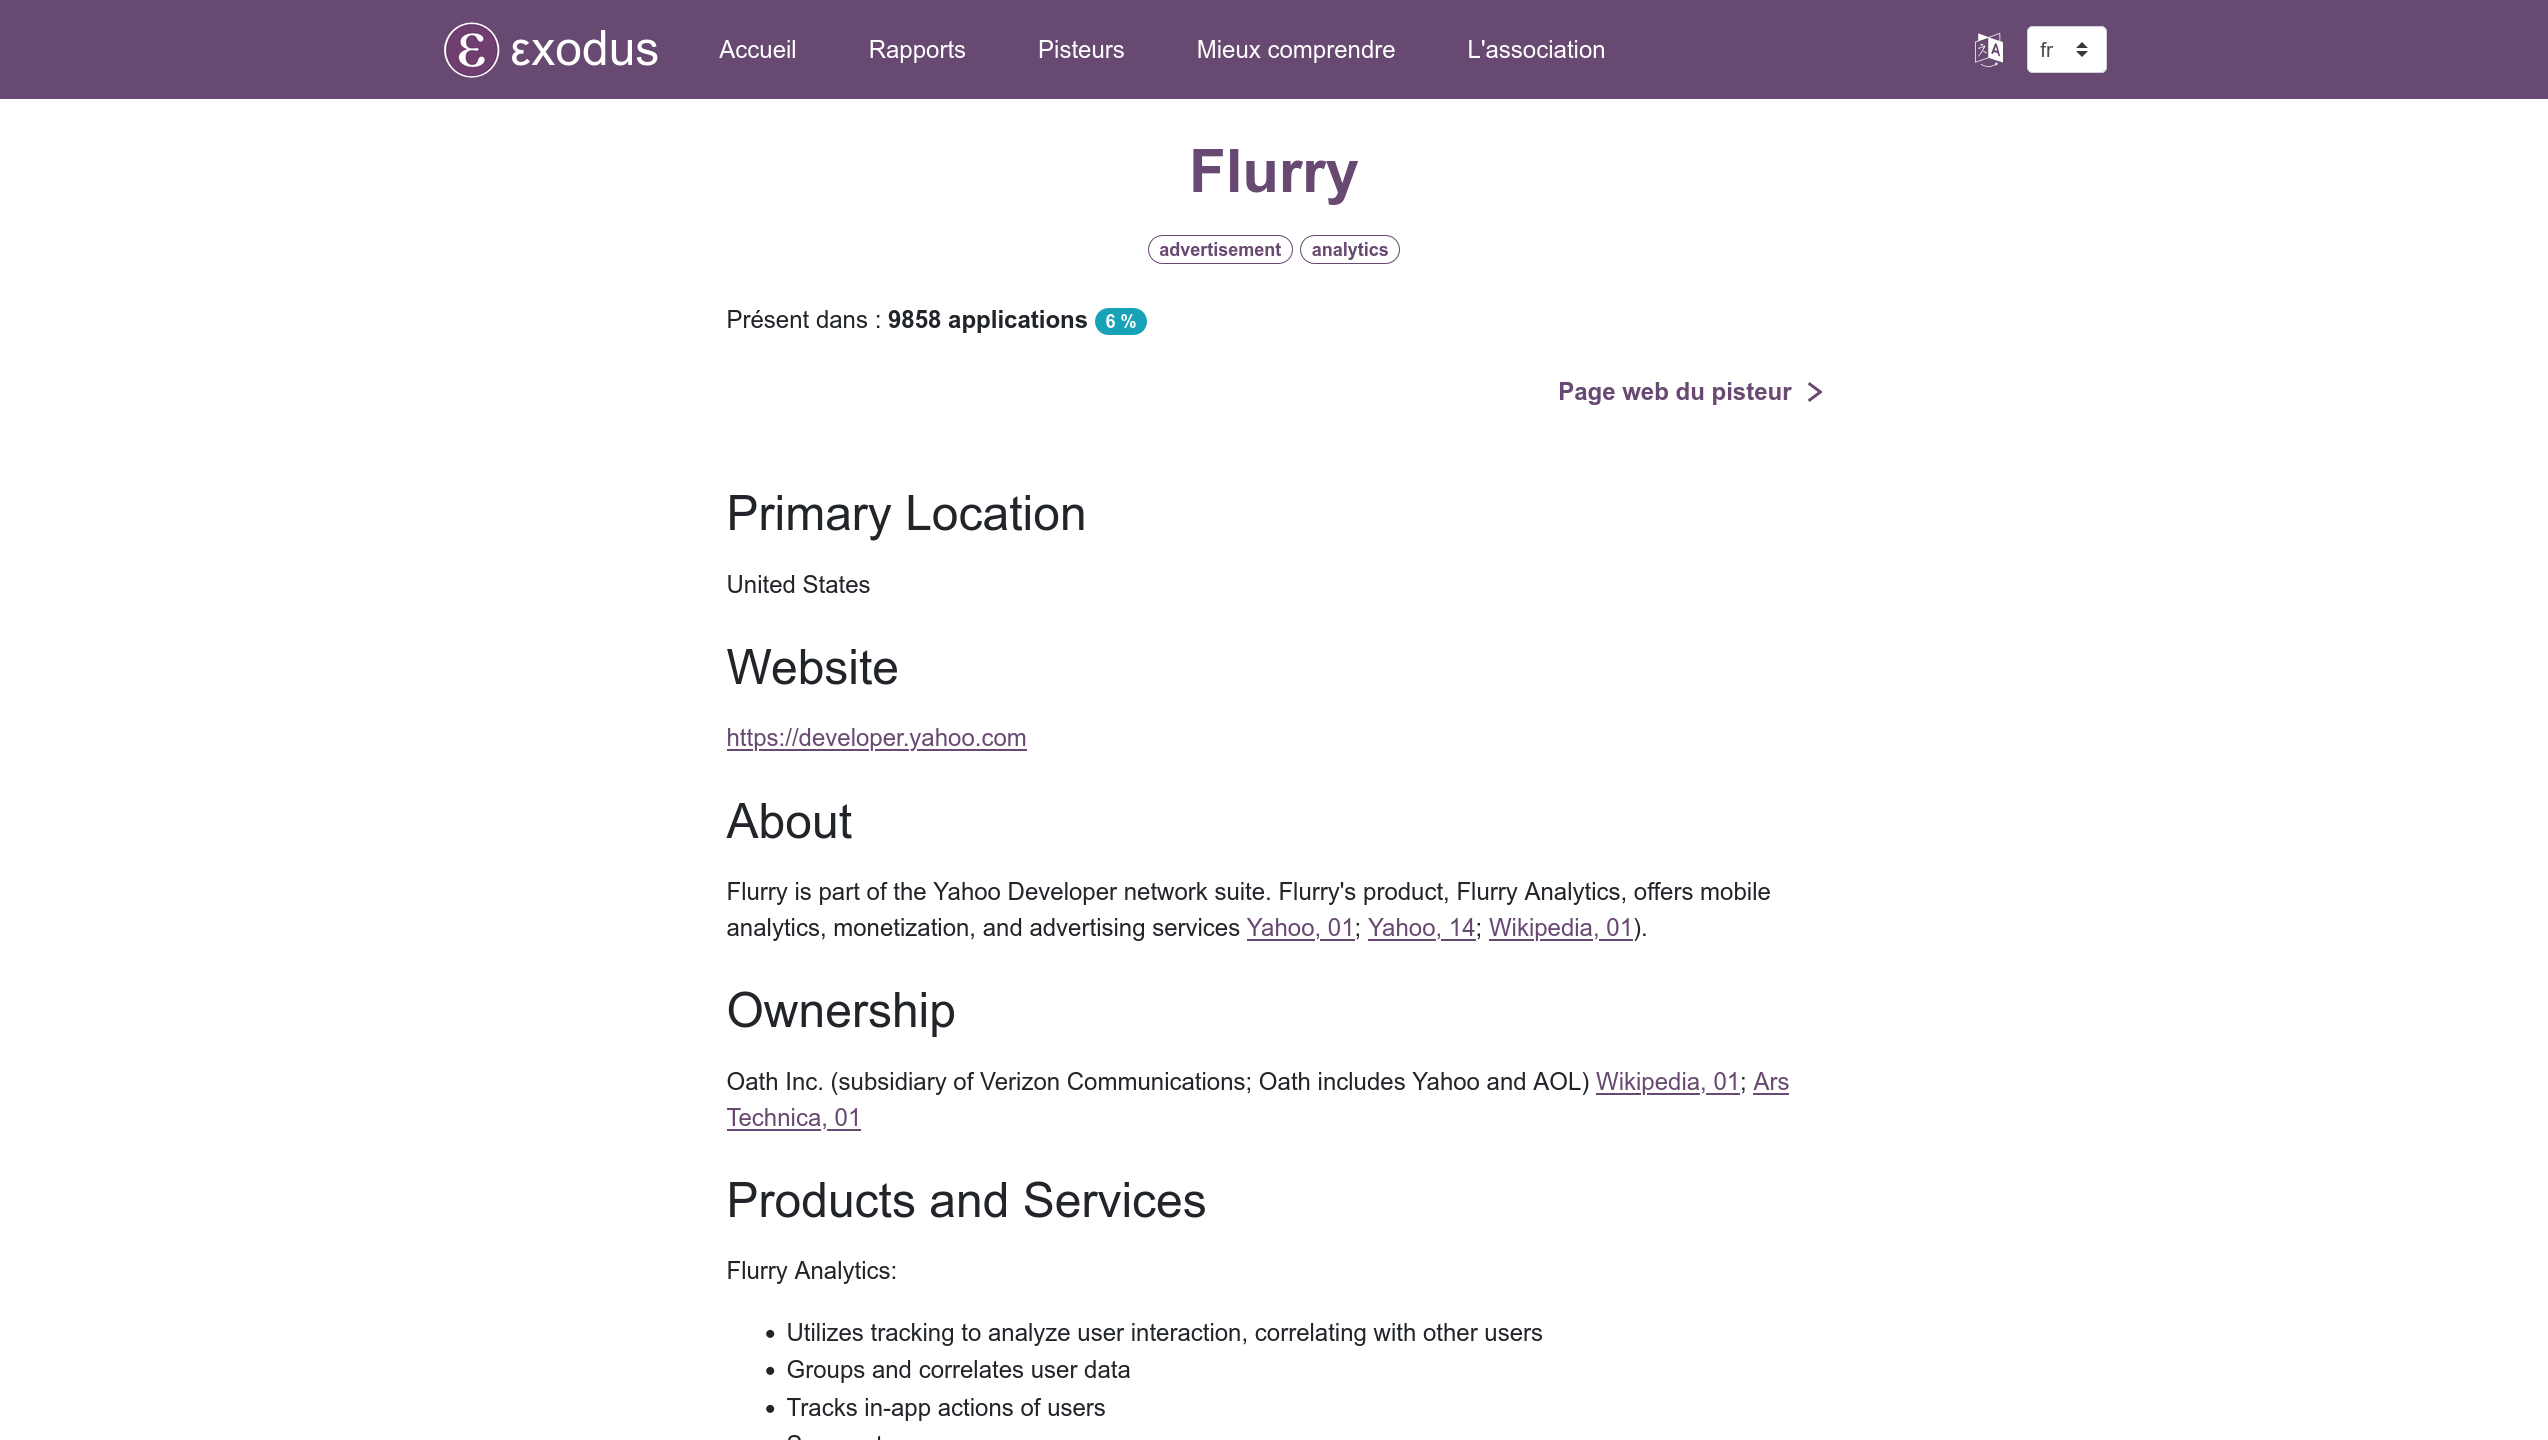 εxodus Accueil Rapports Pisteurs Mieux comprendre L'association fr
Flurry
advertisement analytics
Présent dans : 9858 applications 6 %
Page web du pisteur
Primary Location
United States
Website
https://developer.yahoo.com
About
Flurry is part of the Yahoo Developer network suite. Flurry's product, Flurry Analytics, offers mobile
analytics, monetization, and advertising services Yahoo, 01; Yahoo, 14; Wikipedia, 01).
Ownership
Oath Inc. (subsidiary of Verizon Communications; Oath includes Yahoo and AOL) Wikipedia, 01; Ars
Technica, 01
Products and Services
Flurry Analytics:
• Utilizes tracking to analyze user interaction, correlating with other users
• Groups and correlates user data
• Tracks in-app actions of users